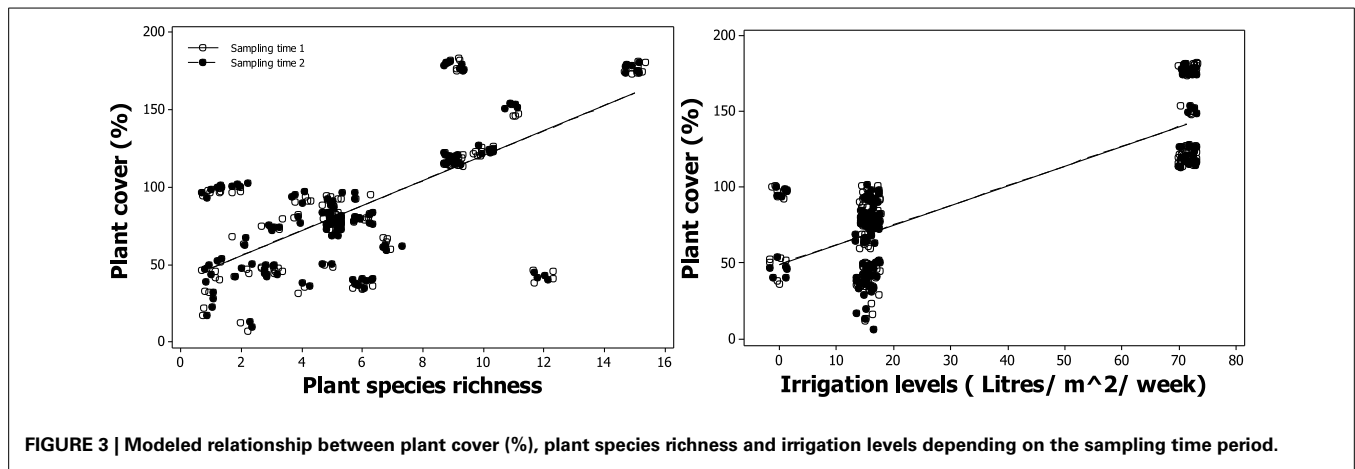 200
150
100
50
0
Plant cover (%)
Sampling time 1
Sampling time 2
0 2 4 6 8 10 12 14 16
Plant species richness
200
150
100
50
0
Plant cover (%)
0 10 20 30 40 50 60 70 80
Irrigation levels ( Litres/ m^2/ week)
FIGURE 3 | Modeled relationship between plant cover (%), plant species richness and irrigation levels depending on the sampling time period.